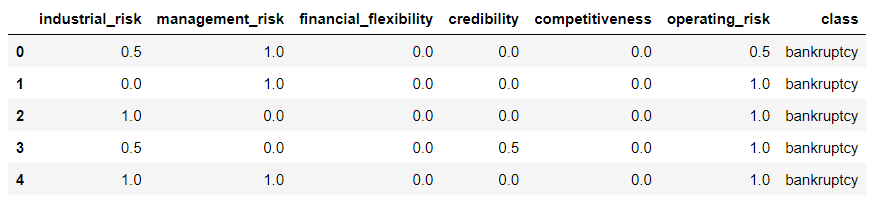 industrial_risk management_risk financial_flexibility credibility competitiveness operating_risk class
0 0.5 1.0 0.0 0.0 0.0 0.5 bankruptcy
1 0.0 1.0 0.0 0.0 0.0 1.0 bankruptcy
2 1.0 0.0 0.0 0.0 0.0 1.0 bankruptcy
3 0.5 0.0 0.0 0.5 0.0 1.0 bankruptcy
4 1.0 1.0 0.0 0.0 0.0 1.0 bankruptcy